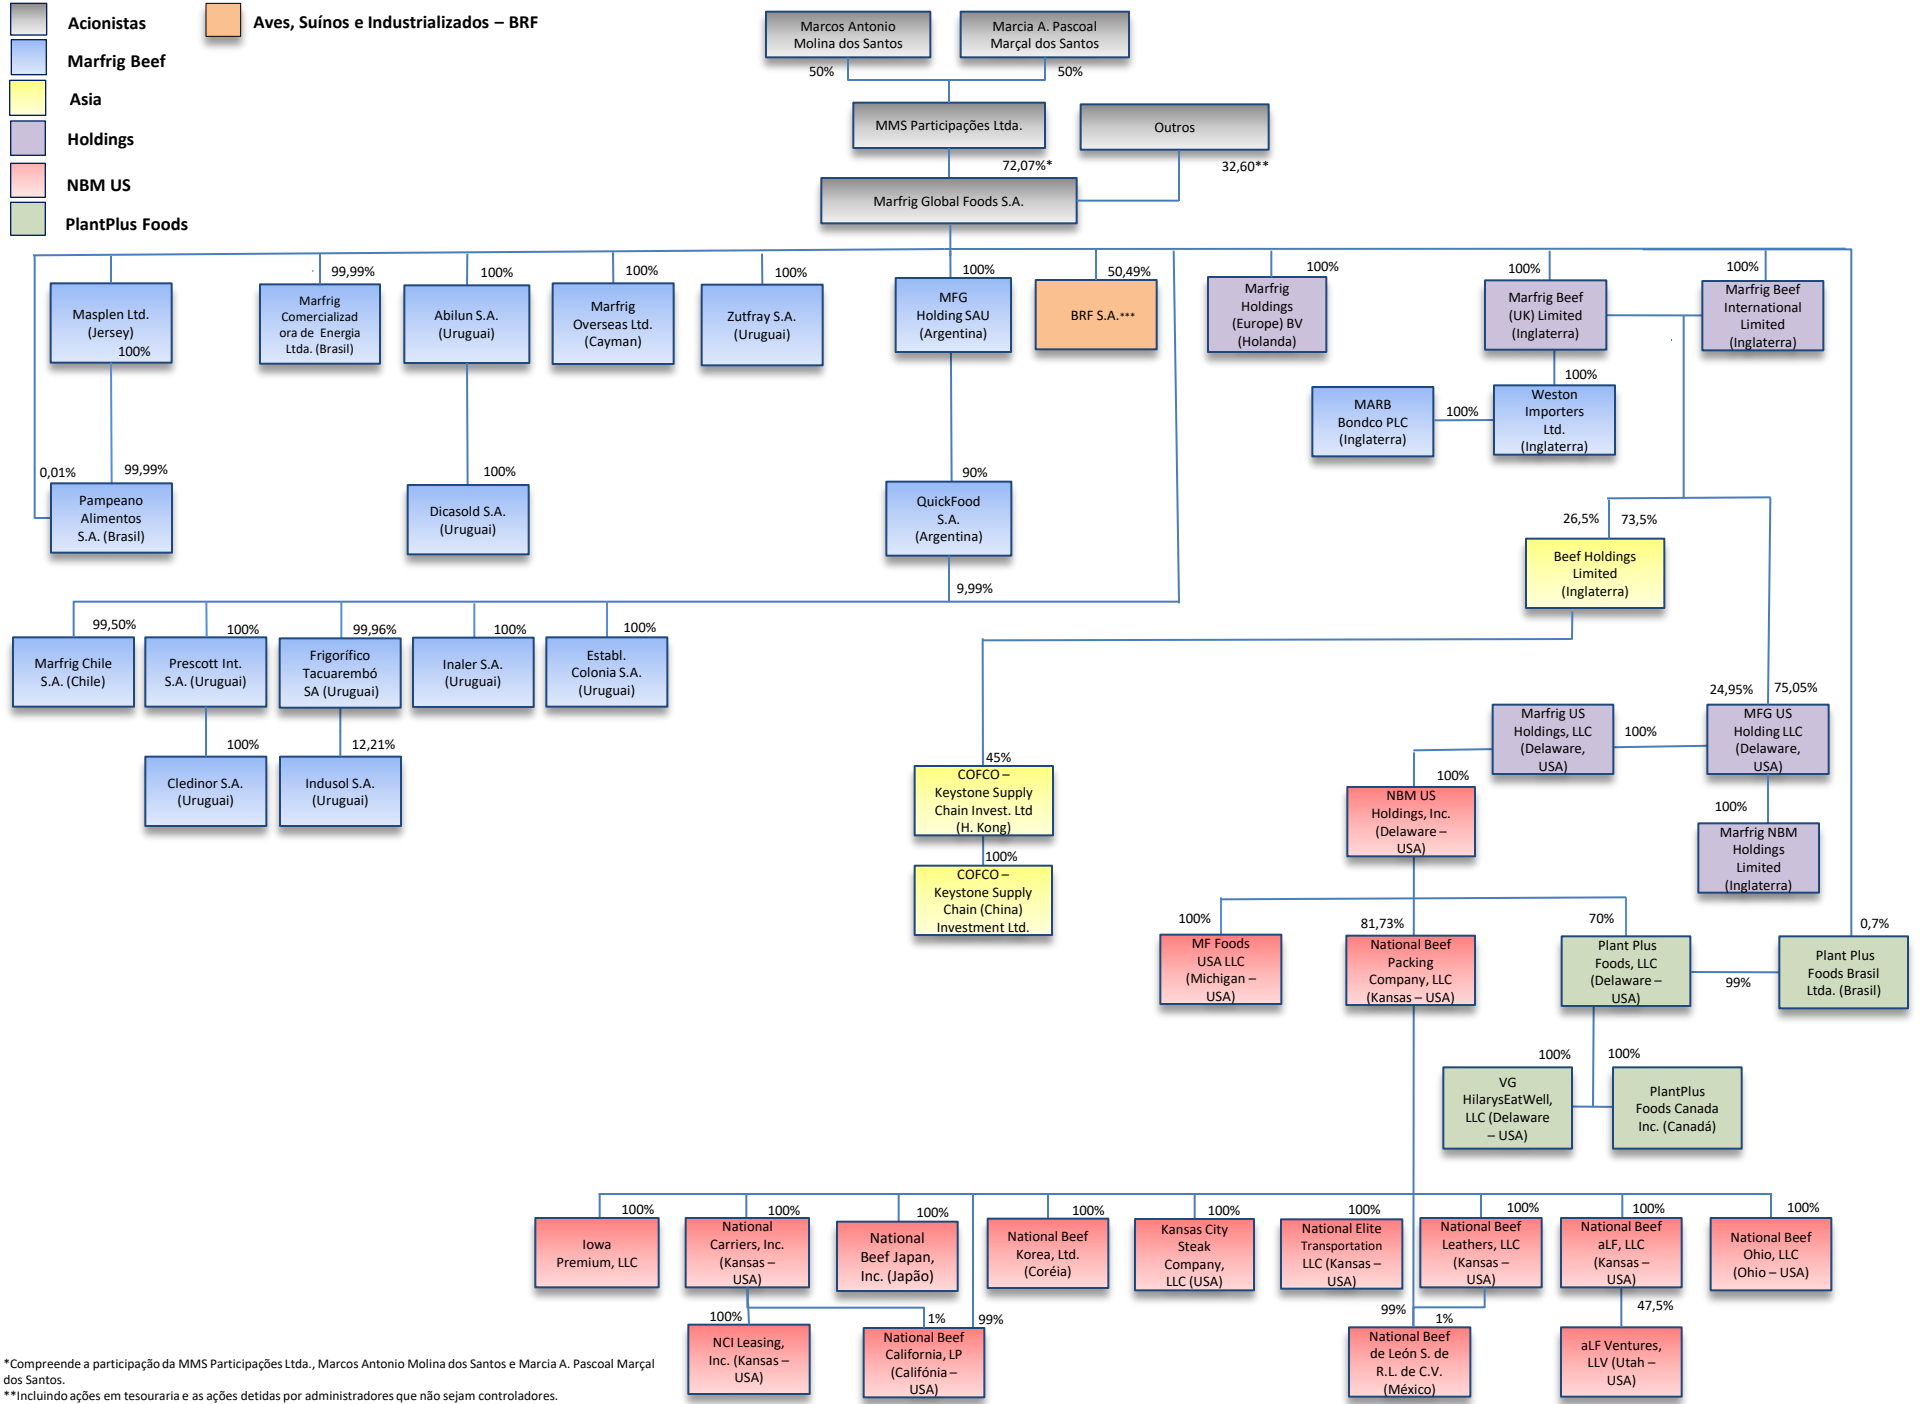 Acionistas
Aves, Suínos e Industrializados – BRF
Marfrig Beef
Asia
Holdings
NBM US
PlantPlus Foods
Marcos Antonio
Molina dos Santos
Marcia A. Pascoal
Marçal dos Santos
50%
50%
MMS Participações Ltda.
Outros
72,07%*
32,60**
Marfrig Global Foods S.A.
99,99%
100%
100%
100%
100%
50,49%
100%
100%
100%
Masplen Ltd.
(Jersey)
100%
Marfrig
Comercializad
ora de Energia
Ltda. (Brasil)
Abilun S.A.
(Uruguai)
Marfrig
Overseas Ltd.
(Cayman)
Zutfray S.A.
(Uruguai)
MFG
Holding SAU
(Argentina)
BRF S.A.***
Marfrig
Holdings
(Europe) BV
(Holanda)
Marfrig Beef
(UK) Limited
(Inglaterra)
Marfrig Beef
International
Limited
(Inglaterra)
100%
MARB
Bondco PLC
(Inglaterra)
100%
Weston
Importers
Ltd.
(Inglaterra)
0,01%
99,99%
100%
90%
Pampeano
Alimentos
S.A. (Brasil)
Dicasold S.A.
(Uruguai)
QuickFood
S.A.
(Argentina)
26,5%
73,5%
Beef Holdings
Limited
(Inglaterra)
9,99%
99,50%
100%
99,96%
100%
100%
Marfrig Chile
S.A. (Chile)
Prescott Int.
S.A. (Uruguai)
Frigorífico
Tacuarembó
SA (Uruguai)
Inaler S.A.
(Uruguai)
Establ.
Colonia S.A.
(Uruguai)
100%
12,21%
Cledinor S.A.
(Uruguai)
Indusol S.A.
(Uruguai)
24,95%
75,05%
Marfrig US
Holdings, LLC
(Delaware,
USA)
100%
MFG US
Holding LLC
(Delaware,
USA)
45%
COFCO –
Keystone Supply
Chain Invest. Ltd
(H. Kong)
100%
COFCO –
Keystone Supply
Chain (China)
Investment Ltd.
100%
NBM US
Holdings, Inc.
(Delaware –
USA)
100%
Marfrig NBM
Holdings
Limited
(Inglaterra)
100%
81,73%
70%
0,7%
MF Foods
USA LLC
(Michigan –
USA)
National Beef
Packing
Company, LLC
(Kansas – USA)
Plant Plus
Foods, LLC
(Delaware –
USA)
99%
Plant Plus
Foods Brasil
Ltda. (Brasil)
100%
100%
VG
HilarysEatWell,
LLC (Delaware
– USA)
PlantPlus
Foods Canada
Inc. (Canadá)
100%
100%
100%
100%
100%
100%
100%
100%
100%
Iowa
Premium, LLC
National
Carriers, Inc.
(Kansas –
USA)
National
Beef Japan,
Inc. (Japão)
National Beef
Korea, Ltd.
(Coréia)
Kansas City
Steak
Company,
LLC (USA)
National Elite
Transportation
LLC (Kansas –
USA)
National Beef
Leathers, LLC
(Kansas –
USA)
National Beef
aLF, LLC
(Kansas –
USA)
National Beef
Ohio, LLC
(Ohio – USA)
100%
1%
99%
99%
1%
47,5%
NCI Leasing,
Inc. (Kansas –
USA)
National Beef
California, LP
(Califónia –
USA)
National Beef
de León S. de
R.L. de C.V.
(México)
aLF Ventures,
LLV (Utah –
USA)
*Compreende a participação da MMS Participações Ltda., Marcos Antonio Molina dos Santos e Marcia A. Pascoal Marçal
dos Santos.
**Incluindo ações em tesouraria e as ações detidas por administradores que não sejam controladores.